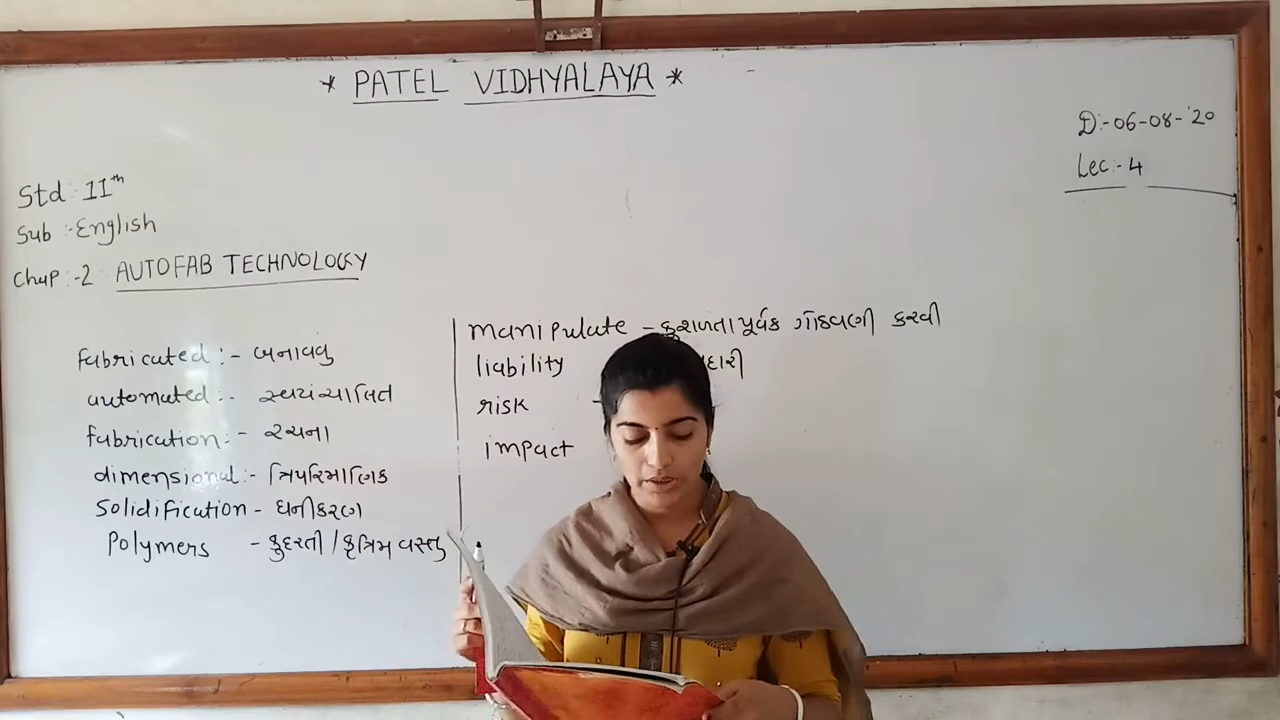 * PATEL VIDHYALAYA *
D:-06-08-'20
Lec:- 4
Std:- 11th
Sub :- English
Chap :-2 AUTOFAB TECHNOLOGY
fabricated :- બનાવવુ
automated :- સ્વયંચાલિત
fabrication :- રચના
dimensional :- ત્રિપરિમાણિક
Solidification - ઘનીકરણ
Polymers - કુદરતી / કૃત્રિમ વસ્તુ
manipulate - કુશળતાપૂર્વક ગોઠવણી કરવી
liability
risk -
impact